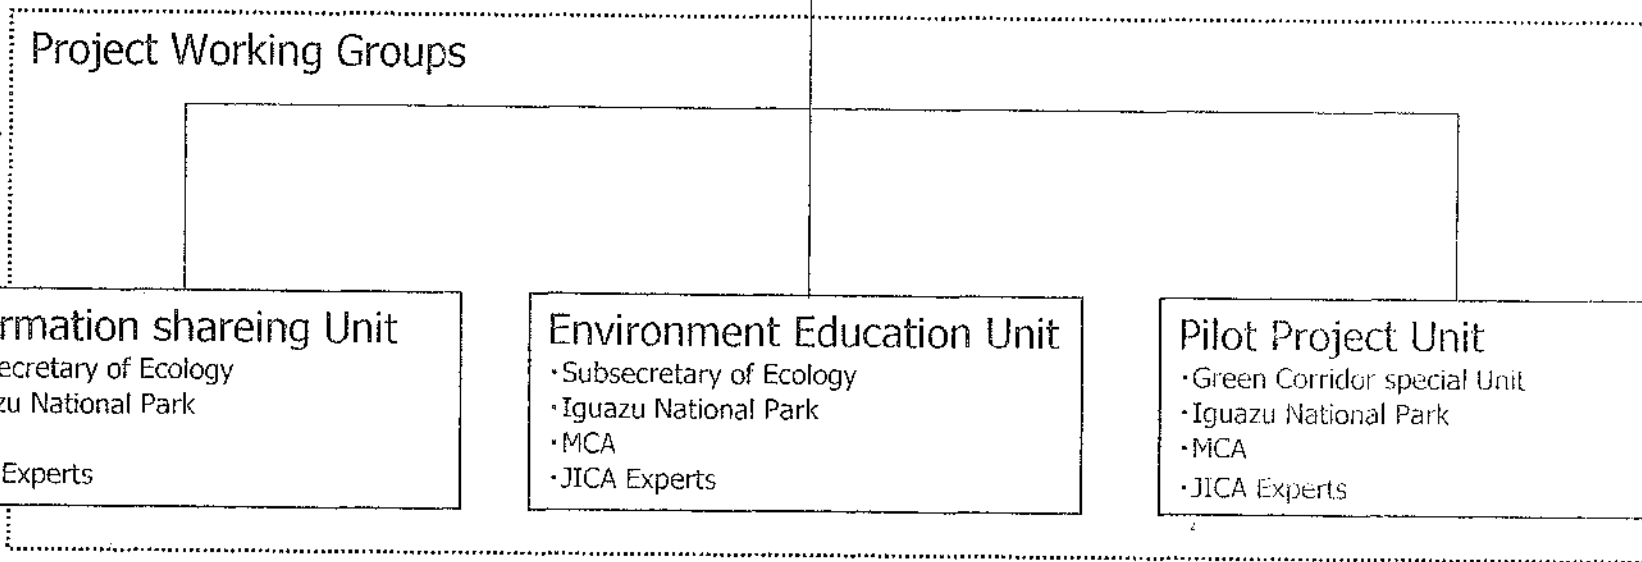 Project Working Groups
rmation shareing Unit
ecretary of Ecology
zu National Park
Experts
Environment Education Unit
·Subsecretary of Ecology
·Iguazu National Park
·MCA
·JICA Experts
Pilot Project Unit
·Green Corridor special Unit
·Iguazu National Park
·MCA
·JICA Experts